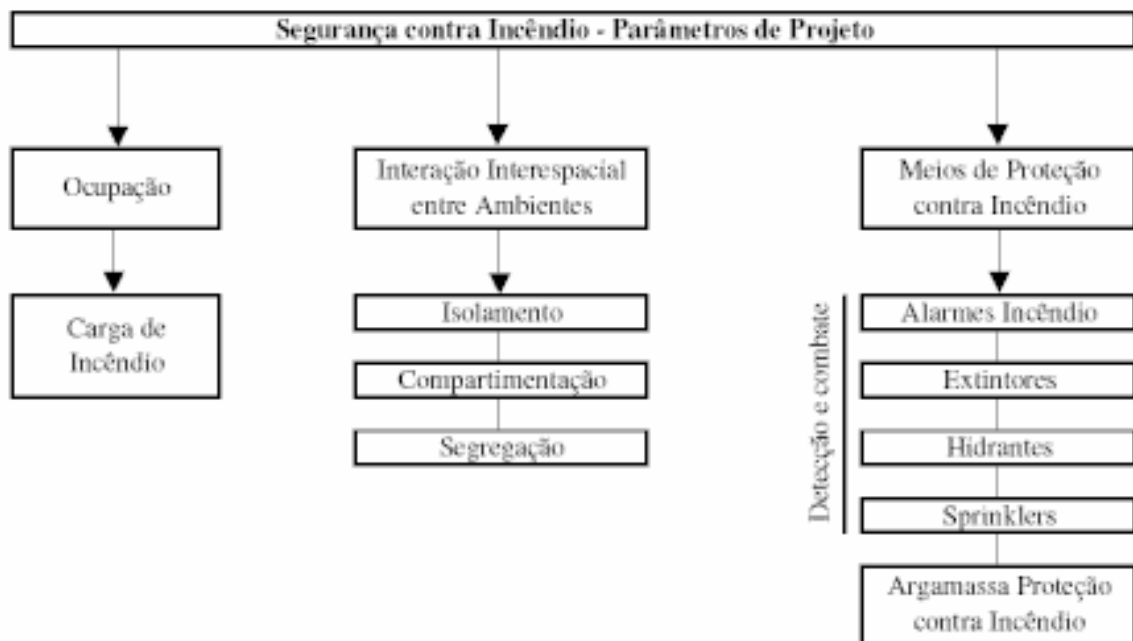 Segurança contra Incêndio - Parâmetros de Projeto
Ocupação
Carga de
Incêndio
Interação Interespacial
entre Ambientes
Isolamento
Compartimentação
Segregação
Meios de Proteção
contra Incêndio
Detecção e combate
Alarmes Incêndio
Extintores
Hidrantes
Sprinklers
Argamassa Proteção
contra Incêndio